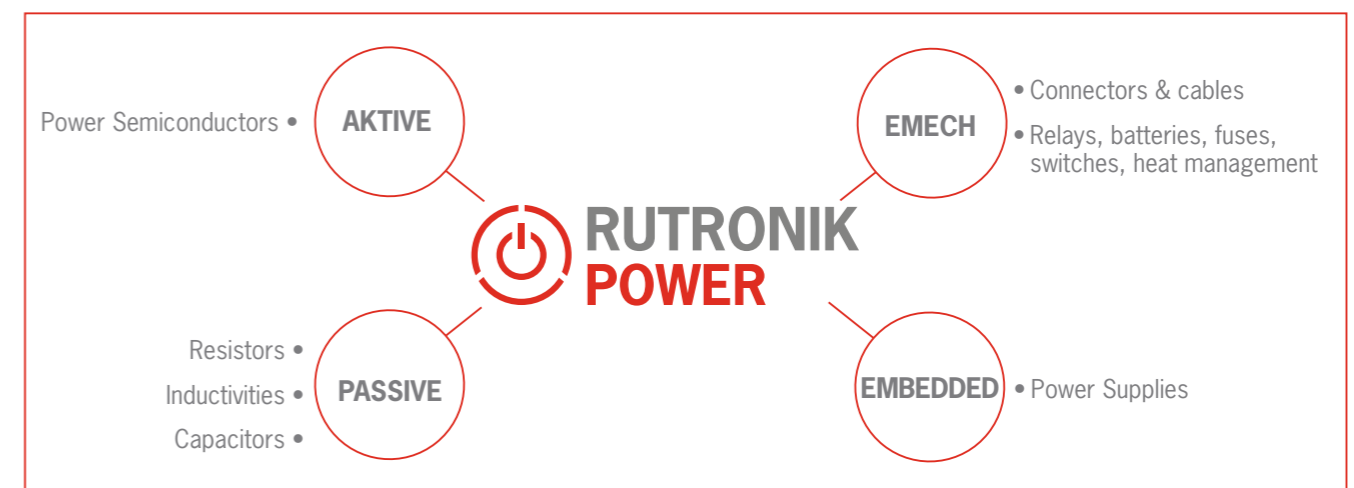 Power Semiconductors •
AKTIVE
EMECH
• Connectors & cables
• Relays, batteries, fuses,
switches, heat management
RUTRONIK
POWER
Resistors •
Inductivities •
Capacitors •
PASSIVE
EMBEDDED
• Power Supplies